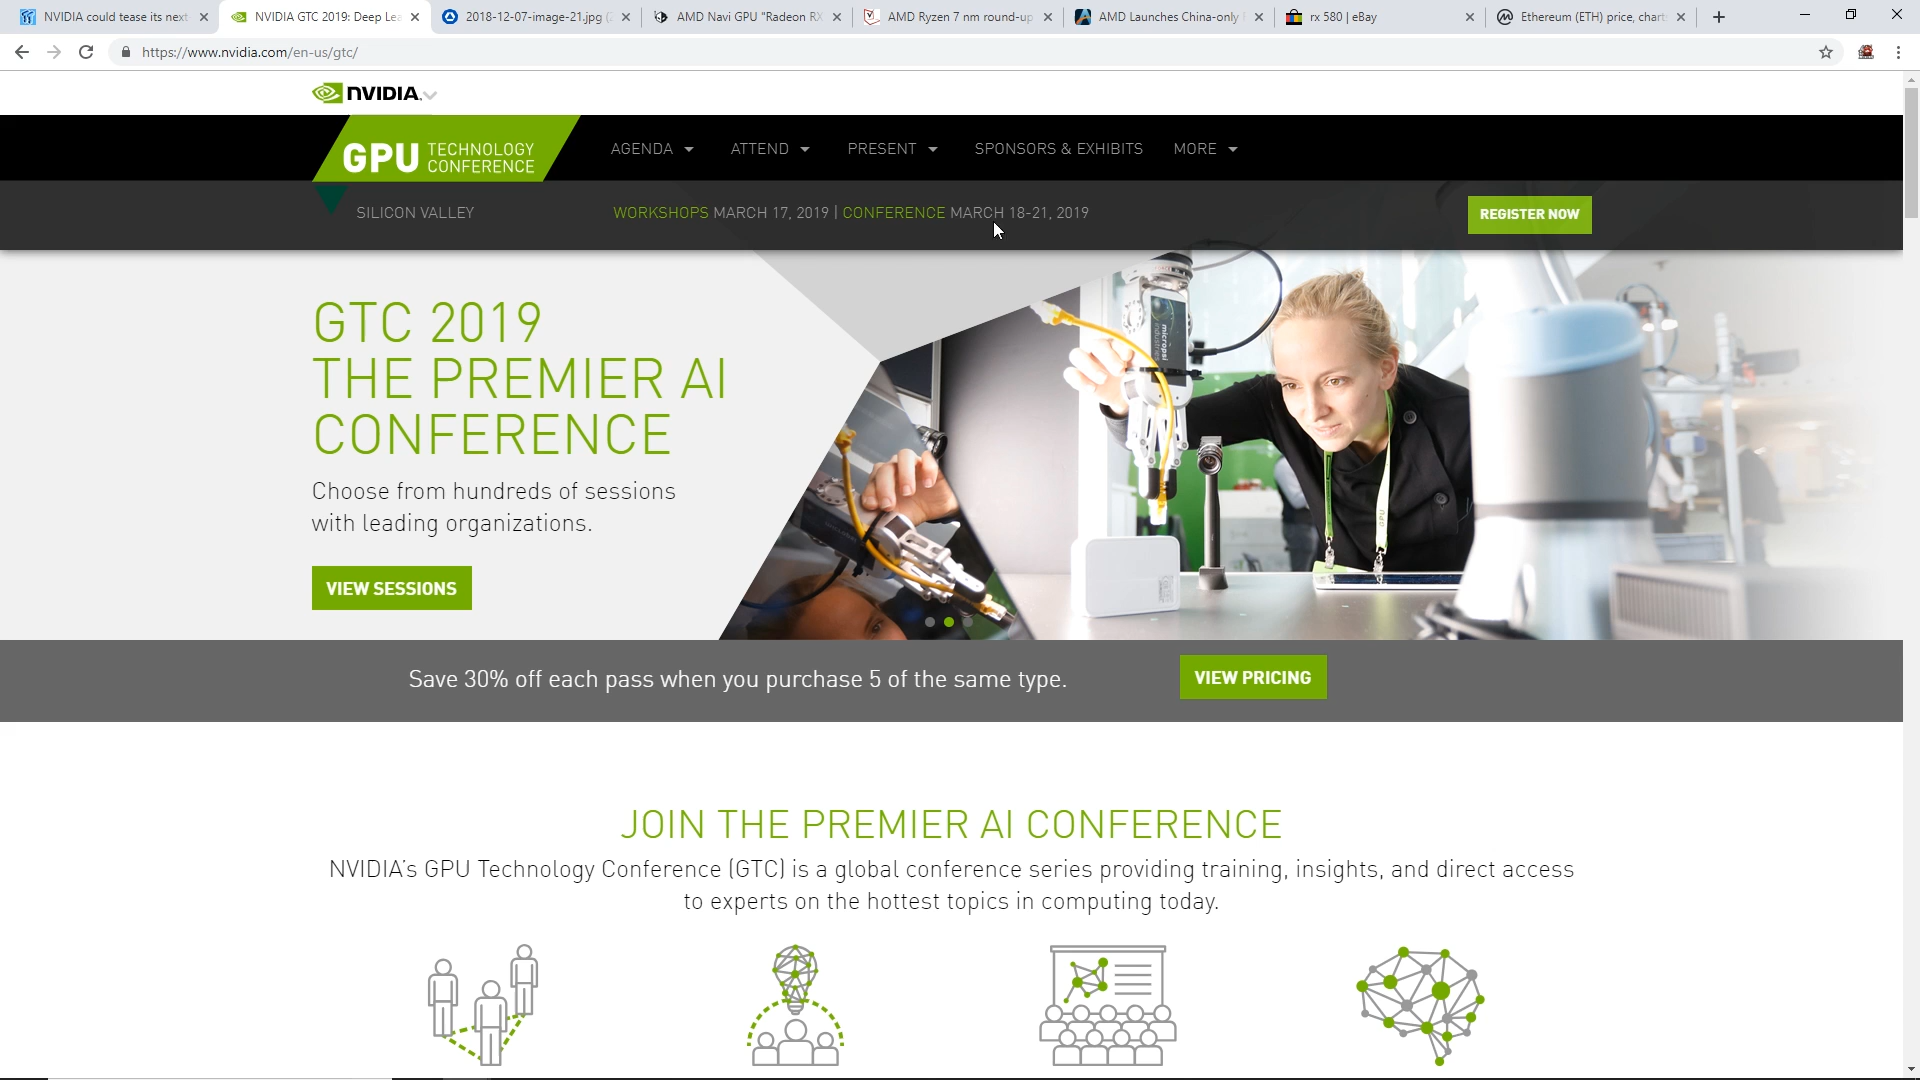 NVIDIA could tease its next
NVIDIA GTC 2019: Deep Lea
2018-12-07-image-21.jpg (
AMD Navi GPU "Radeon RX
AMD Ryzen 7 nm round-up
AMD Launches China-only
rx 580 | eBay
Ethereum (ETH) price, chart
https://www.nvidia.com/en-us/gtc/
NVIDIA.
GPU TECHNOLOGY CONFERENCE
AGENDA
ATTEND
PRESENT
SPONSORS & EXHIBITS
MORE
SILICON VALLEY
WORKSHOPS MARCH 17, 2019 | CONFERENCE MARCH 18-21, 2019
REGISTER NOW
GTC 2019
THE PREMIER AI
CONFERENCE
Choose from hundreds of sessions
with leading organizations.
VIEW SESSIONS
Save 30% off each pass when you purchase 5 of the same type.
VIEW PRICING
JOIN THE PREMIER AI CONFERENCE
NVIDIA's GPU Technology Conference (GTC) is a global conference series providing training, insights, and direct access
to experts on the hottest topics in computing today.